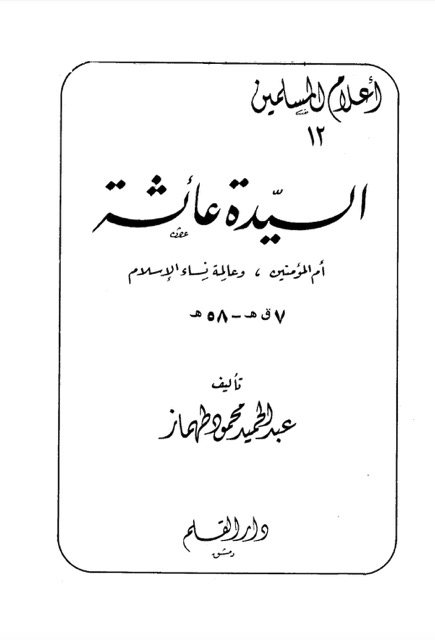 أعلام المسلمين
١٢
السيّدة عائشة
أم المؤمنين ، وعالمة نساء الإسلام
٧ ق هـ - ٥٨ هـ
تأليف
عبد الحميد محمود طهماز
دار القلم
دمشق